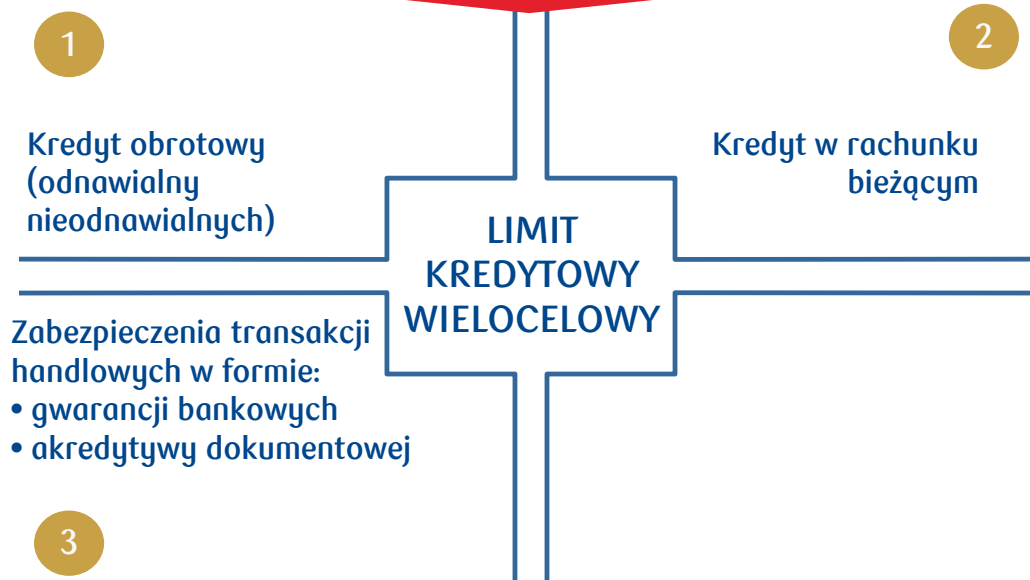 1
Kredyt obrotowy
(odnawialny
nieodnawialnych)
2
Kredyt w rachunku
bieżącym
LIMIT
KREDYTOWY
WIELOCELOWY
Zabezpieczenia transakcji
handlowych w formie:
• gwarancji bankowych
• akredytywy dokumentowej
3